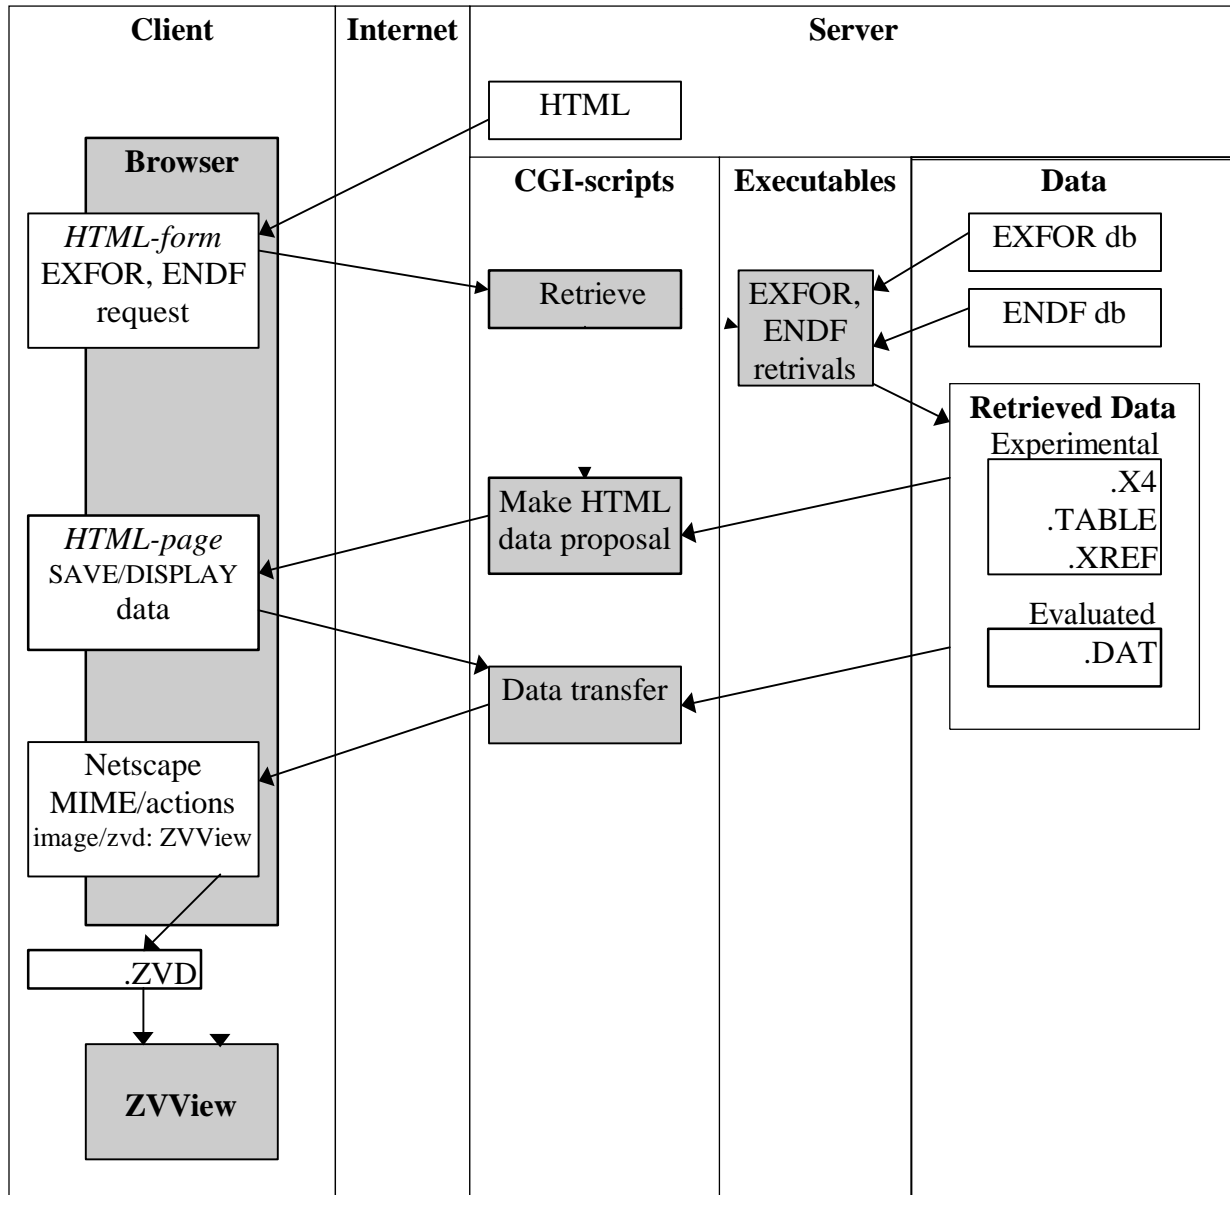 Client
Internet
Server
HTML
Browser
CGI-scripts
Executables
Data
HTML-form
EXFOR, ENDF
request
Retrieve
EXFOR,
ENDF
retrivals
EXFOR db
ENDF db
Retrieved Data
Experimental
.X4
.TABLE
.XREF
Evaluated
.DAT
Make HTML
data proposal
HTML-page
SAVE/DISPLAY
data
Data transfer
Netscape
MIME/actions
image/zvd: ZVView
.ZVD
ZVView